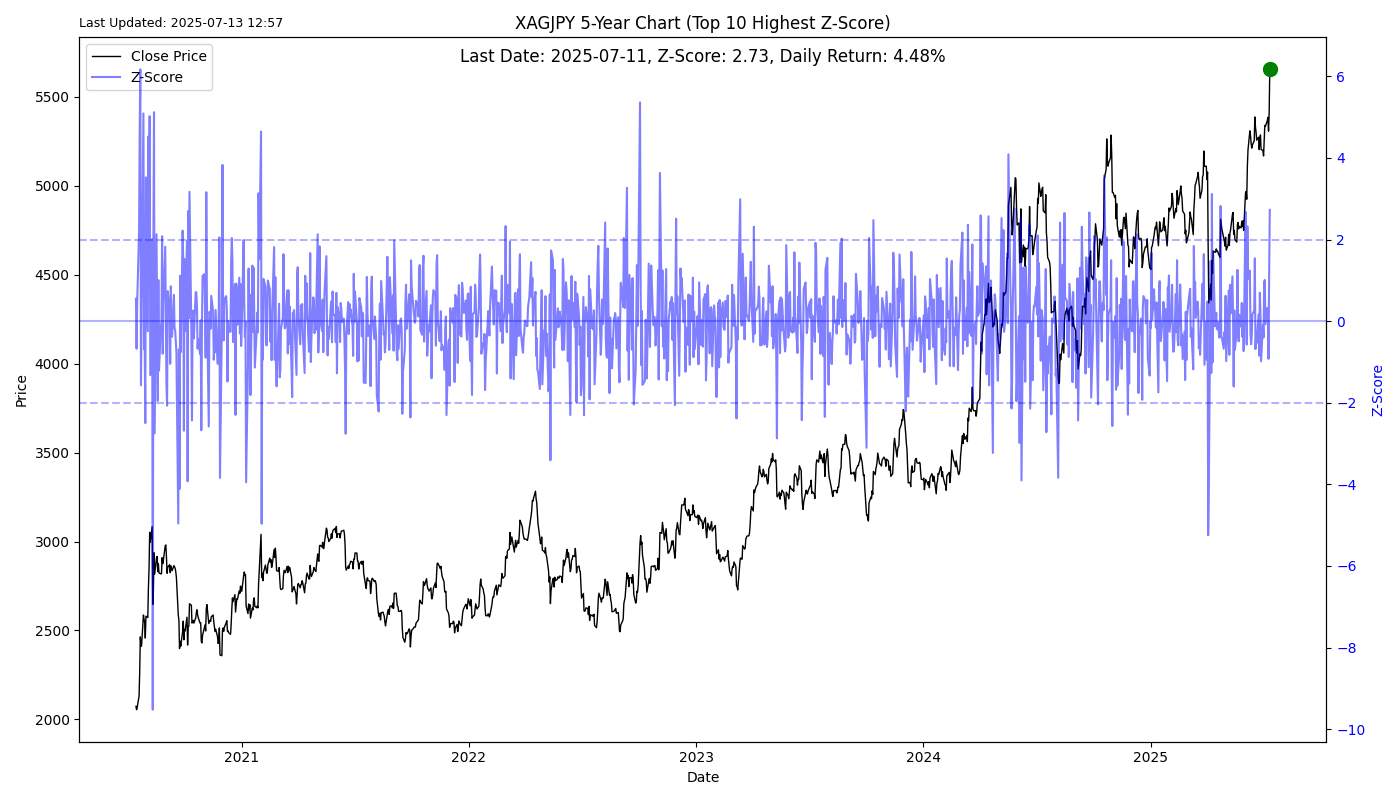 Last Updated: 2025-07-13 12:57
XAGJPY 5-Year Chart (Top 10 Highest Z-Score)
Last Date: 2025-07-11, Z-Score: 2.73, Daily Return: 4.48%
Close Price
Z-Score
Price
5500
5000
4500
4000
3500
3000
2500
2000
6
4
2
0
−2
−4
−6
−8
−10
Z-Score
2021
2022
2023
2024
2025
Date